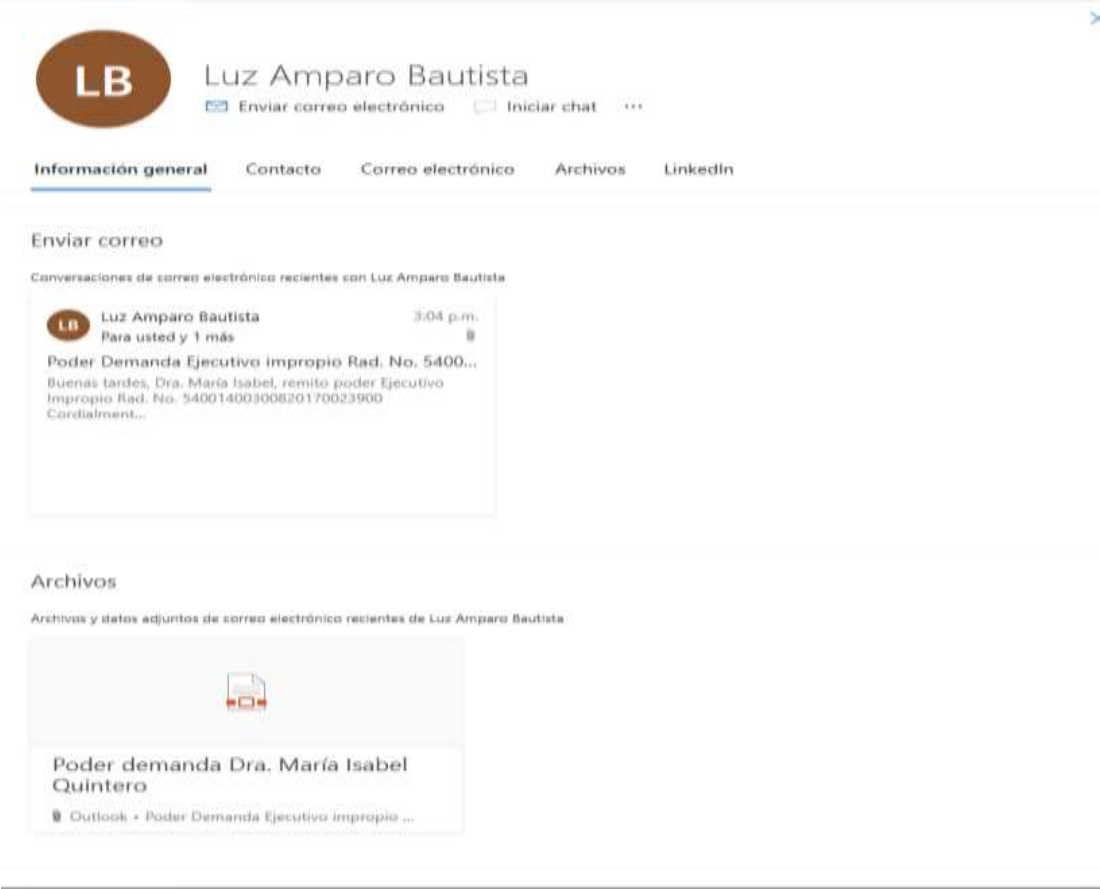 LB
Luz Amparo Bautista
Enviar correo electrónico Iniciar chat ...
Información general Contacto Correo electrónico Archivos LinkedIn
Enviar correo
Conversaciones de correo electrónico recientes con Luz Amparo Bautista
LB
Luz Amparo Bautista 3:04 p.m.
Para usted y 1 más
Poder Demanda Ejecutivo impropio Rad. No. 5400...
Buenas tardes, Dra. María Isabel, remito poder Ejecutivo
Impropio Rad. No. 54001400300820170023900
Cordialment...
Archivos
Archivos y datos adjuntos de correo electrónico recientes de Luz Amparo Bautista
Poder demanda Dra. María Isabel
Quintero
Outlook • Poder Demanda Ejecutivo impropio ...